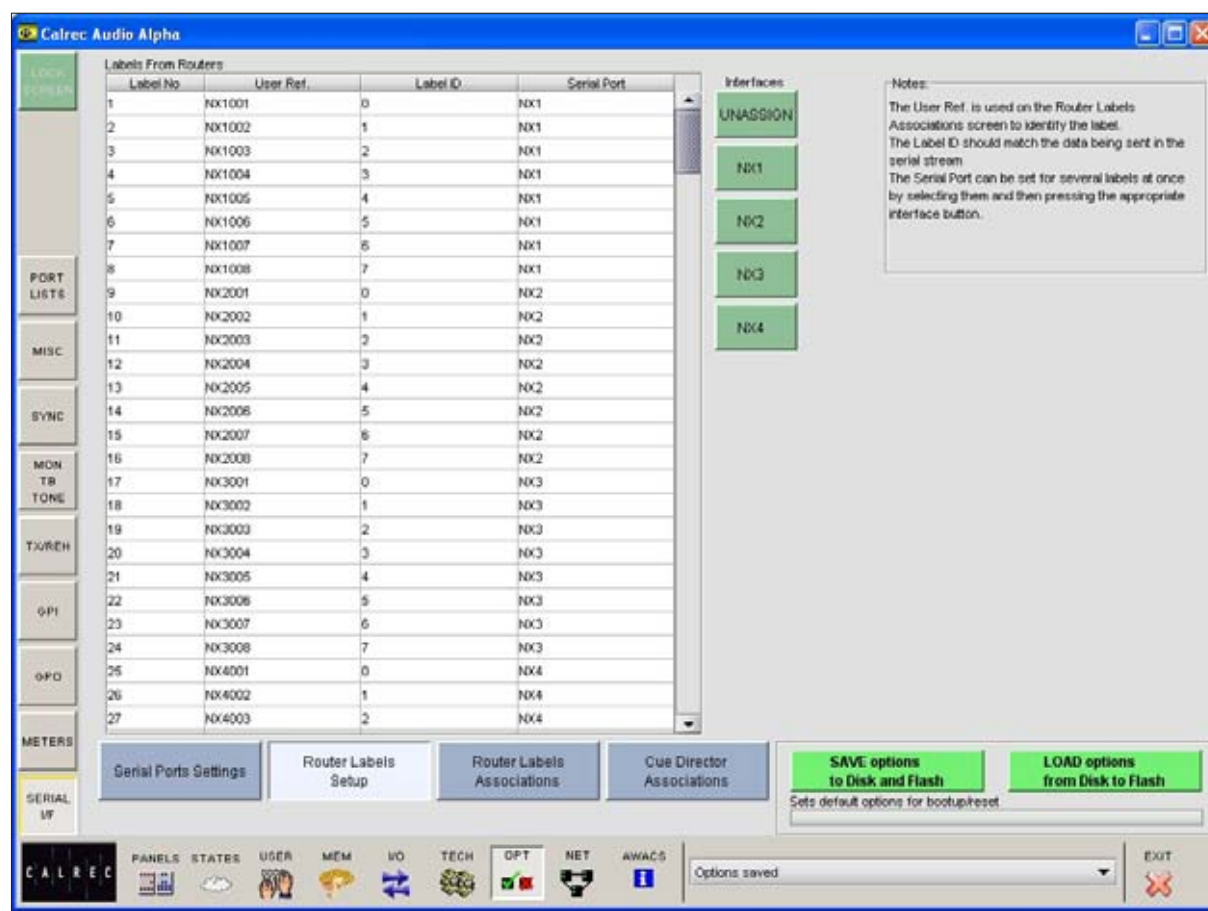 Calrec Audio Alpha
LOCK
SCREEN
PORT
LISTS
MISC
SYNC
MON
TB
TONE
TX/REH
GPI
GPO
METERS
SERIAL
I/F
Labels From Routers
Label No User Ref. Label ID Serial Port
1 NX1001 0 NX1
2 NX1002 1 NX1
3 NX1003 2 NX1
4 NX1004 3 NX1
5 NX1005 4 NX1
6 NX1006 5 NX1
7 NX1007 6 NX1
8 NX1008 7 NX1
9 NX2001 0 NX2
10 NX2002 1 NX2
11 NX2003 2 NX2
12 NX2004 3 NX2
13 NX2005 4 NX2
14 NX2006 5 NX2
15 NX2007 6 NX2
16 NX2008 7 NX2
17 NX3001 0 NX3
18 NX3002 1 NX3
19 NX3003 2 NX3
20 NX3004 3 NX3
21 NX3005 4 NX3
22 NX3006 5 NX3
23 NX3007 6 NX3
24 NX3008 7 NX3
25 NX4001 0 NX4
26 NX4002 1 NX4
27 NX4003 2 NX4
Interfaces
UNASSIGN
NX1
NX2
NX3
NX4
Notes:
The User Ref. is used on the Router Labels
Associations screen to identify the label.
The Label ID should match the data being sent in the
serial stream
The Serial Port can be set for several labels at once
by selecting them and then pressing the appropriate
interface button.
Serial Ports Settings
Router Labels
Setup
Router Labels
Associations
Cue Director
Associations
SAVE options
to Disk and Flash
LOAD options
from Disk to Flash
Sets default options for bootup/reset
CALREC
PANELS STATES USER MEM I/O TECH OPT NET AWACS
Options saved
EXIT